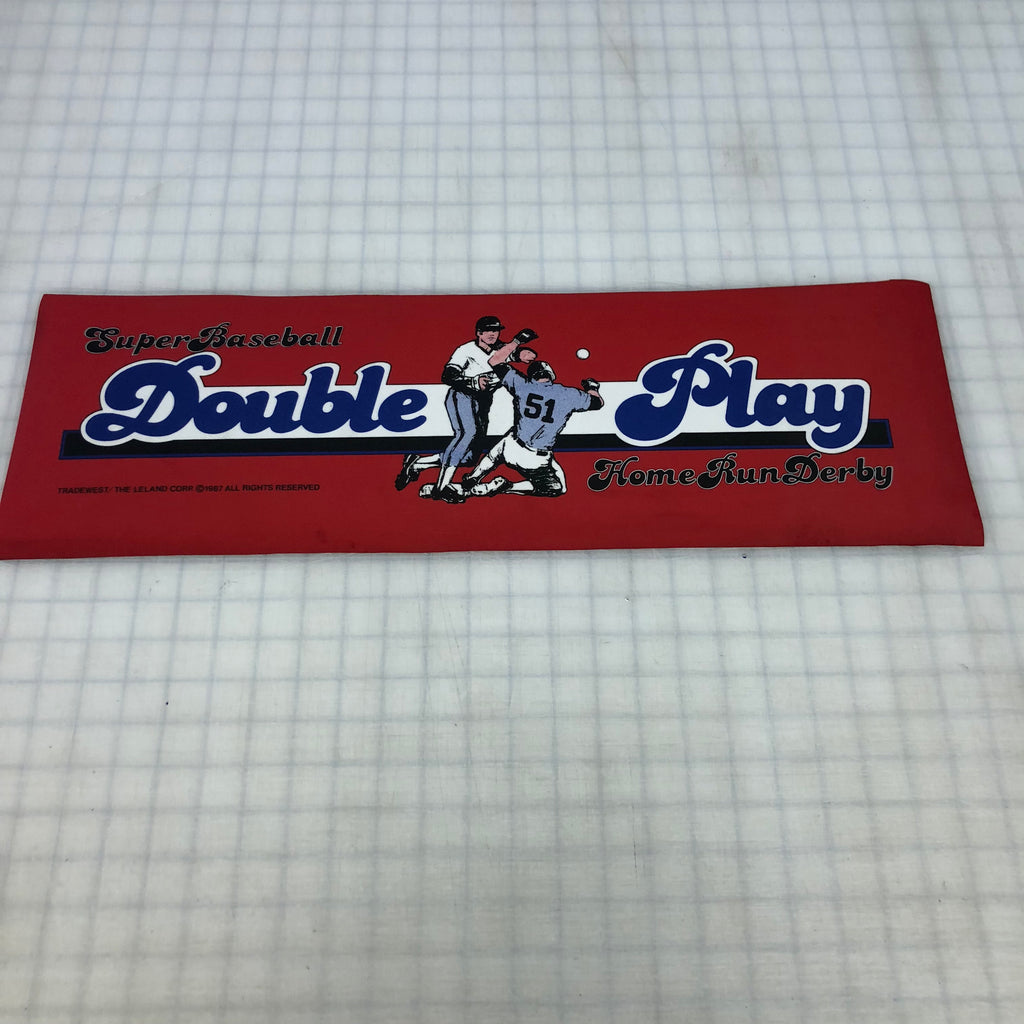 Super Baseball
Double Play
51
Home Run Derby
TRADEWEST/ THE LELAND CORP. ©1987 ALL RIGHTS RESERVED